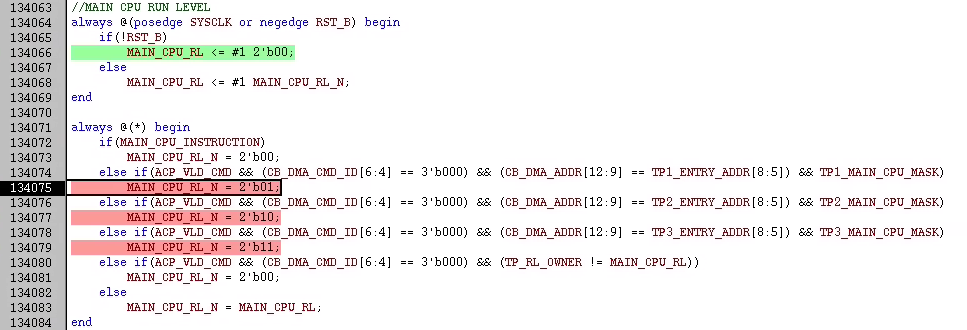 134063 //MAIN CPU RUN LEVEL
134064 always @(posedge SYSCLK or negedge RST_B) begin
134065     if(!RST_B)
134066         MAIN_CPU_RL <= #1 2'b00;
134067     else
134068         MAIN_CPU_RL <= #1 MAIN_CPU_RL_N;
134069 end
134070
134071 always @(*) begin
134072     if(MAIN_CPU_INSTRUCTION)
134073         MAIN_CPU_RL_N = 2'b00;
134074     else if(ACP_VLD_CMD && (CB_DMA_CMD_ID[6:4] == 3'b000) && (CB_DMA_ADDR[12:9] == TP1_ENTRY_ADDR[8:5]) && TP1_MAIN_CPU_MASK)
134075         MAIN_CPU_RL_N = 2'b01;
134076     else if(ACP_VLD_CMD && (CB_DMA_CMD_ID[6:4] == 3'b000) && (CB_DMA_ADDR[12:9] == TP2_ENTRY_ADDR[8:5]) && TP2_MAIN_CPU_MASK)
134077         MAIN_CPU_RL_N = 2'b10;
134078     else if(ACP_VLD_CMD && (CB_DMA_CMD_ID[6:4] == 3'b000) && (CB_DMA_ADDR[12:9] == TP3_ENTRY_ADDR[8:5]) && TP3_MAIN_CPU_MASK)
134079         MAIN_CPU_RL_N = 2'b11;
134080     else if(ACP_VLD_CMD && (CB_DMA_CMD_ID[6:4] == 3'b000) && (TP_RL_OWNER != MAIN_CPU_RL))
134081         MAIN_CPU_RL_N = 2'b00;
134082     else
134083         MAIN_CPU_RL_N = MAIN_CPU_RL;
134084 end